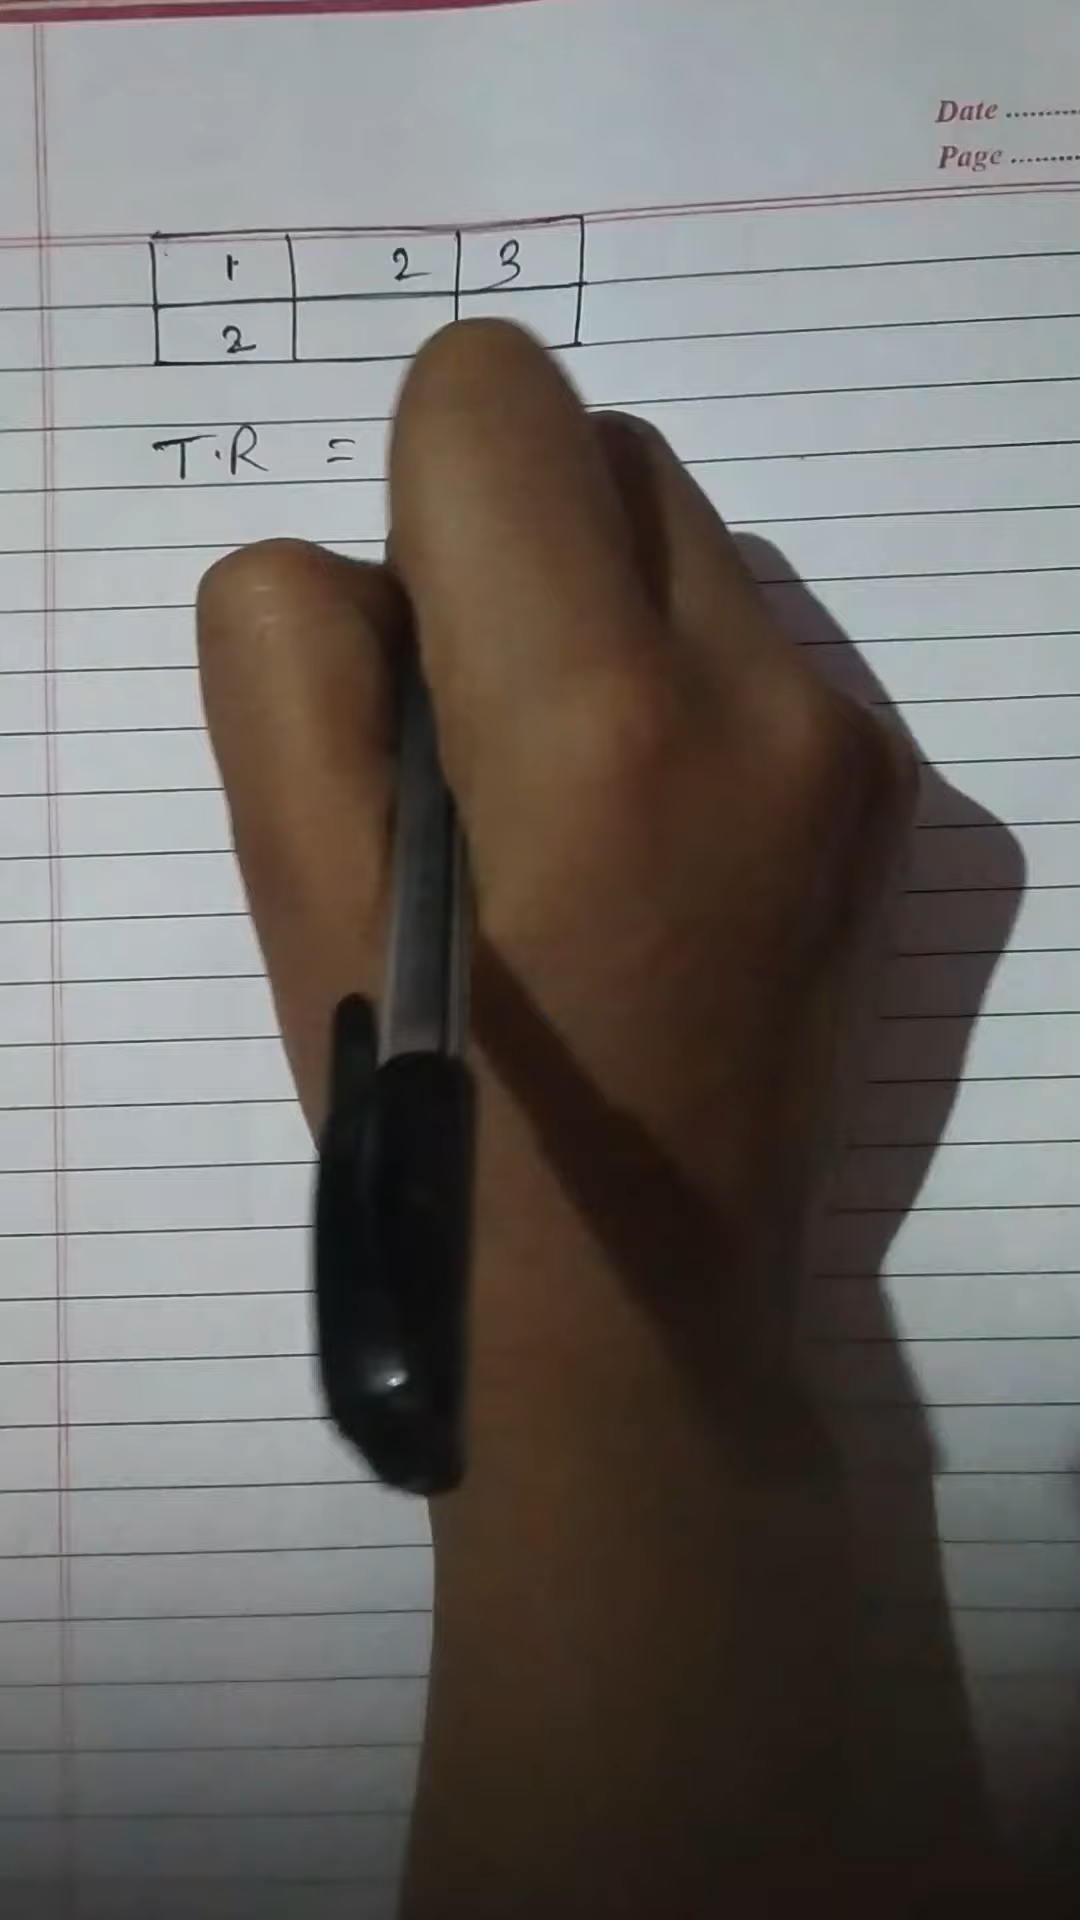 Date ..........
Page ..........
1 2 3
2
T.R =